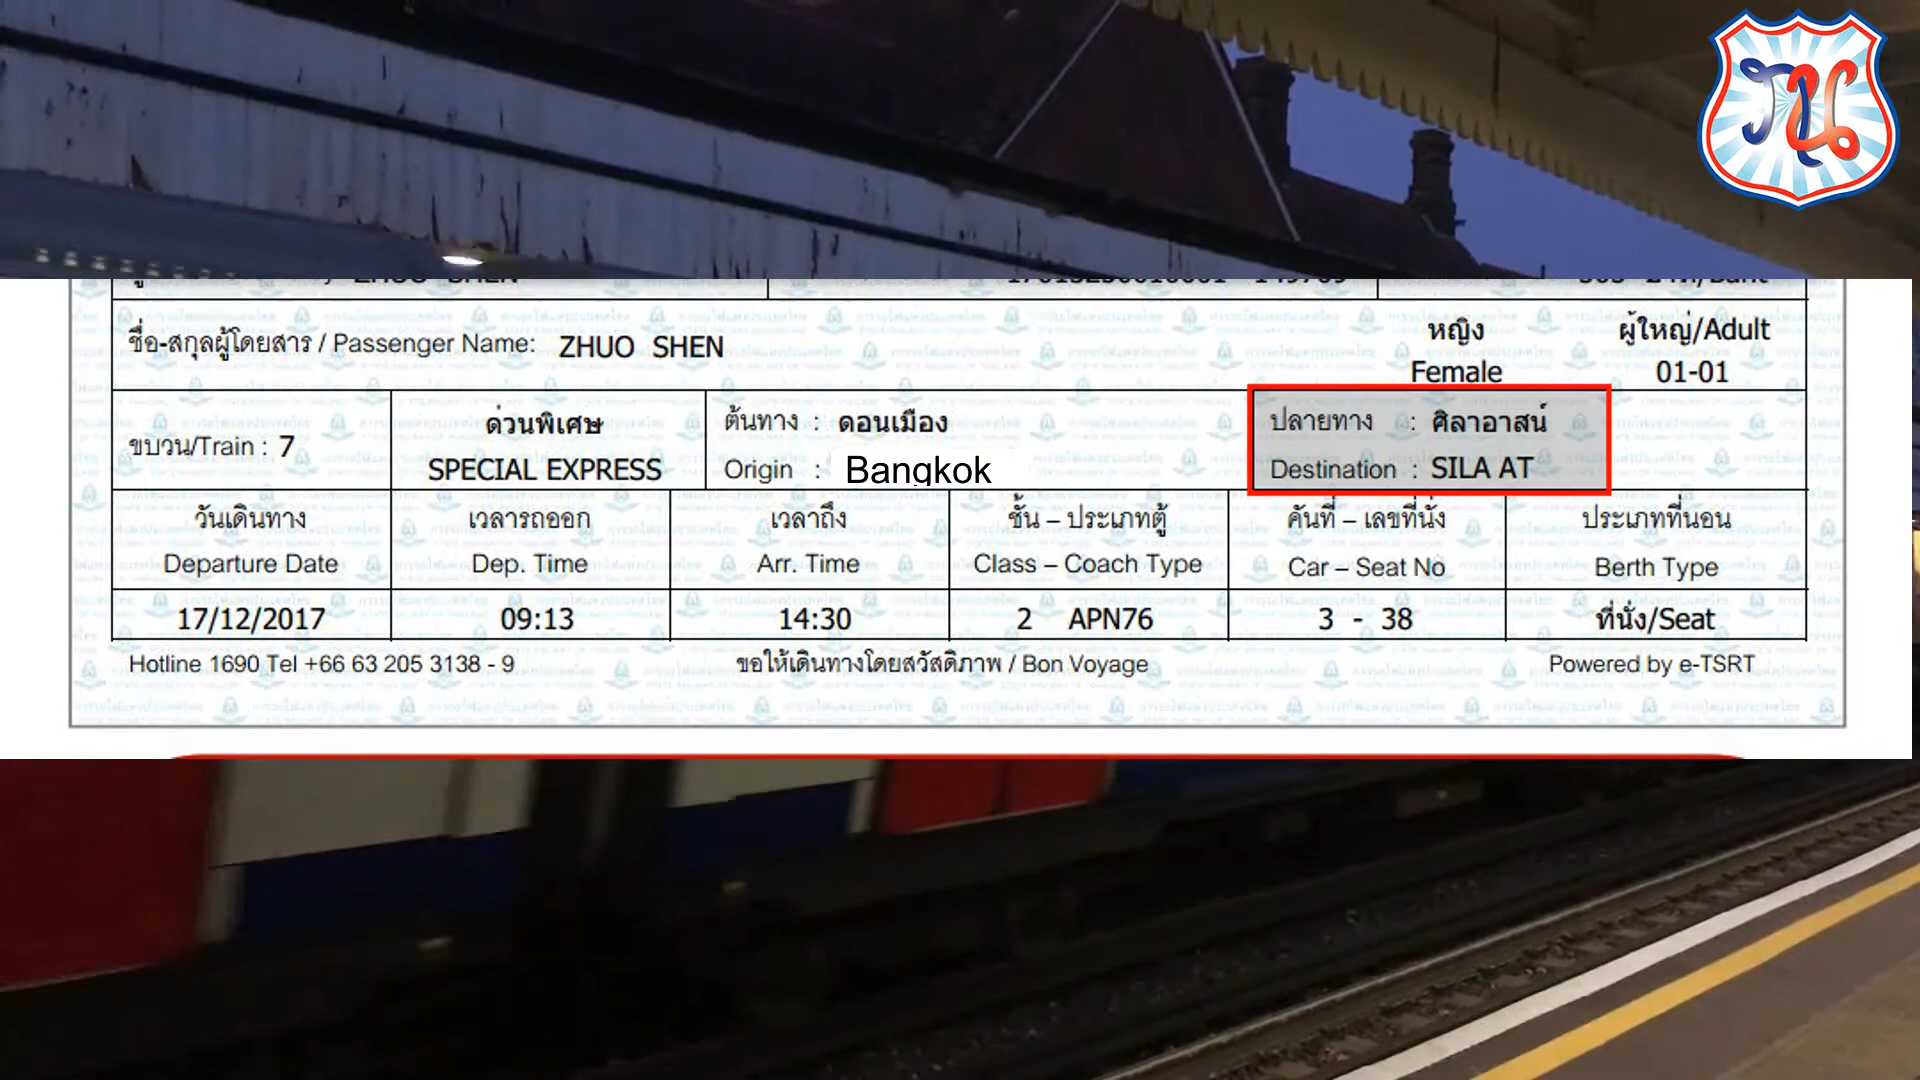 ZHUO SHEN
ชื่อ-สกุลผู้โดยสาร / Passenger Name: ZHUO SHEN
หญิง ผู้ใหญ่/Adult
Female 01-01
ขบวน/Train : 7
ด่วนพิเศษ
SPECIAL EXPRESS
ต้นทาง : ดอนเมือง
Origin : Bangkok
ปลายทาง : ศิลาอาสน์
Destination : SILA AT
วันเดินทาง เวลารถออก เวลาถึง ชั้น – ประเภทตู้ คันที่ – เลขที่นั่ง ประเภทที่นอน
Departure Date Dep. Time Arr. Time Class – Coach Type Car – Seat No Berth Type
17/12/2017 09:13 14:30 2 APN76 3 - 38 ที่นั่ง/Seat
Hotline 1690 Tel +66 63 205 3138 - 9 ขอให้เดินทางโดยสวัสดิภาพ / Bon Voyage Powered by e-TSRT